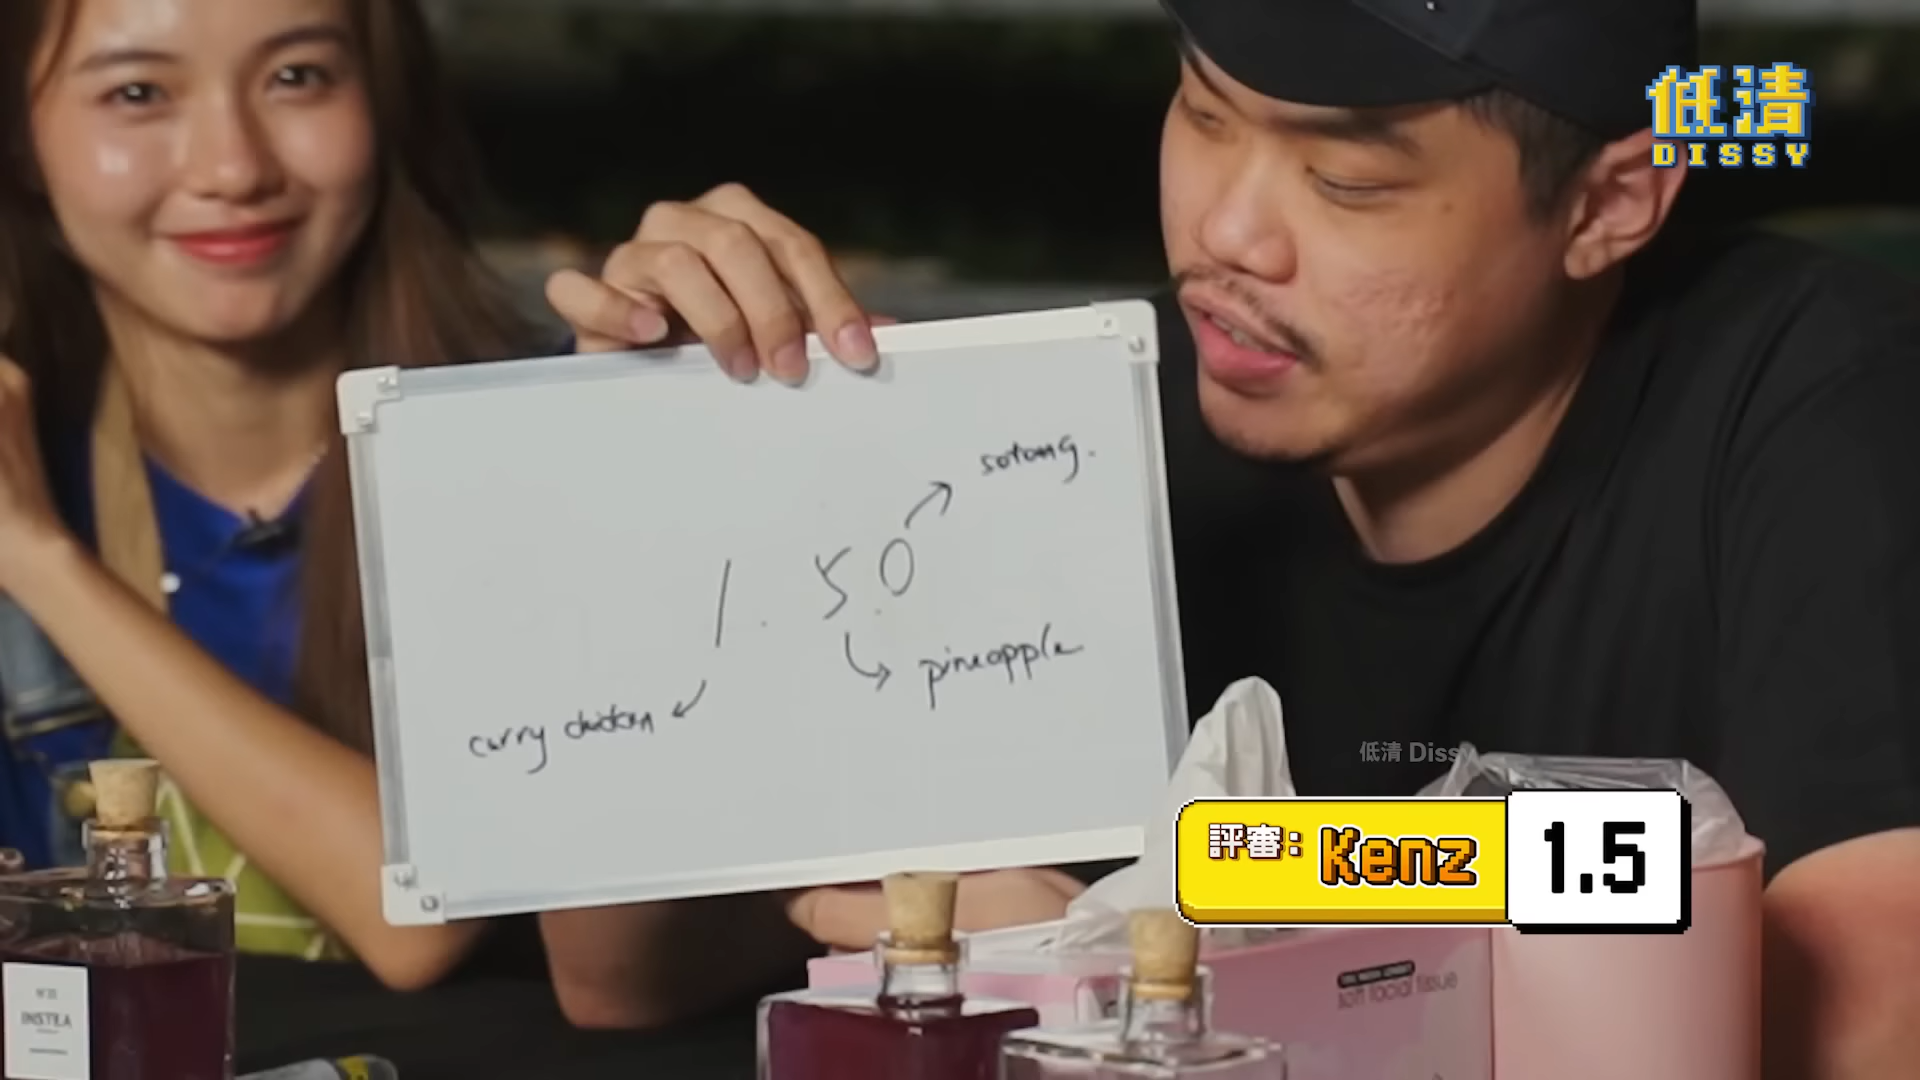 低清
DISSY
sotong.
1.50
pineapple
curry chicken
低清 Dissy
評審: Kenz 1.5
INSTEA
soft facial tissue